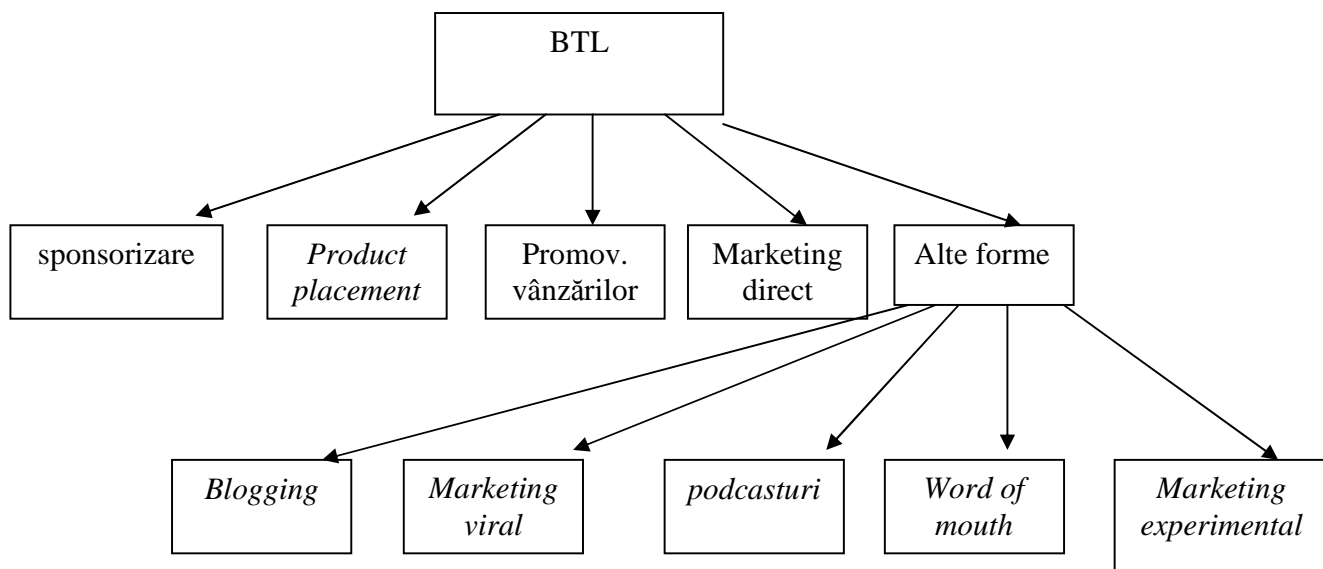 BTL
sponsorizare
Product
placement
Promov.
vânzărilor
Marketing
direct
Alte forme
Blogging
Marketing
viral
podcasturi
Word of
mouth
Marketing
experimental